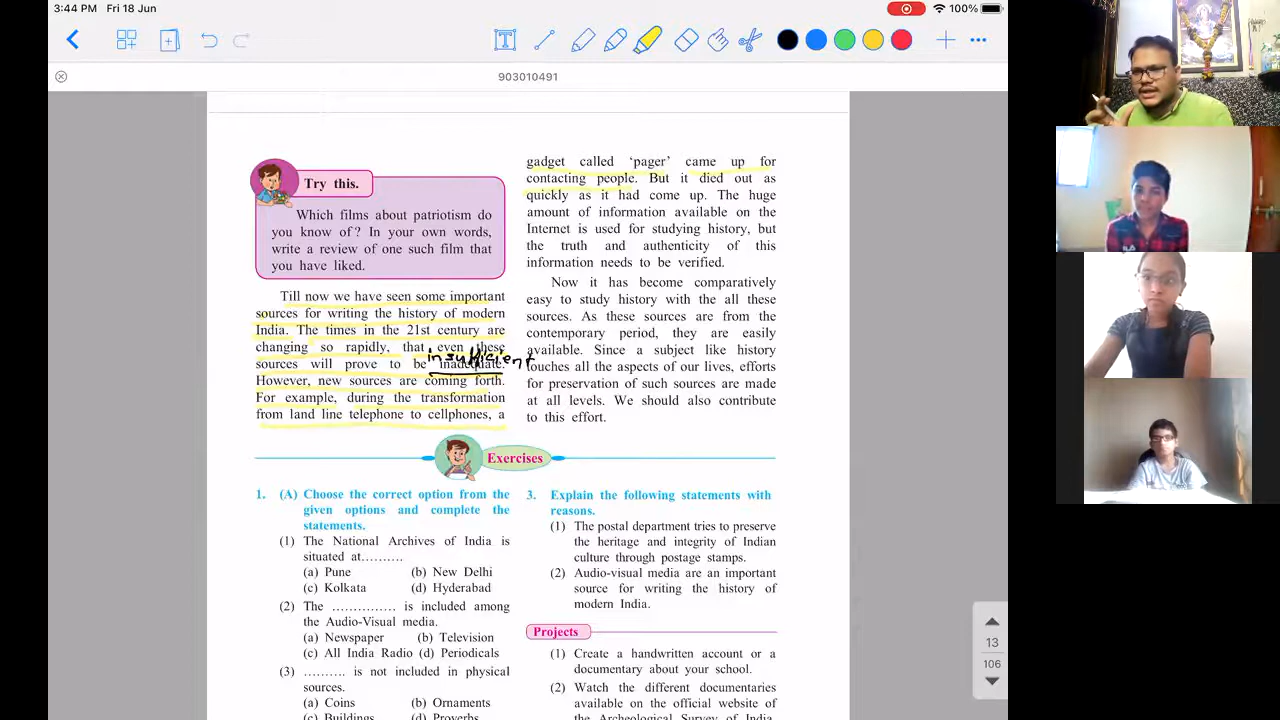 3:44 PM Fri 18 Jun
100%
T
903010491
Try this.
Which films about patriotism do
you know of? In your own words,
write a review of one such film that
you have liked.
Till now we have seen some important
sources for writing the history of modern
India. The times in the 21st century are
changing so rapidly, that even these
insufficient
sources will prove to be inadequate.
However, new sources are coming forth.
For example, during the transformation
from land line telephone to cellphones, a
gadget called ‘pager’ came up for
contacting people. But it died out as
quickly as it had come up. The huge
amount of information available on the
Internet is used for studying history, but
the truth and authenticity of this
information needs to be verified.
Now it has become comparatively
easy to study history with the all these
sources. As these sources are from the
contemporary period, they are easily
available. Since a subject like history
touches all the aspects of our lives, efforts
for preservation of such sources are made
at all levels. We should also contribute
to this effort.
Exercises
1. (A) Choose the correct option from the
given options and complete the
statements.
(1) The National Archives of India is
situated at..........
(a) Pune (b) New Delhi
(c) Kolkata (d) Hyderabad
(2) The ............... is included among
the Audio-Visual media.
(a) Newspaper (b) Television
(c) All India Radio (d) Periodicals
(3) .......... is not included in physical
sources.
(a) Coins (b) Ornaments
(c) Buildings (d) Proverbs
3. Explain the following statements with
reasons.
(1) The postal department tries to preserve
the heritage and integrity of Indian
culture through postage stamps.
(2) Audio-visual media are an important
source for writing the history of
modern India.
Projects
(1) Create a handwritten account or a
documentary about your school.
(2) Watch the different documentaries
available on the official website of
the Archeological Survey of India.
13
106